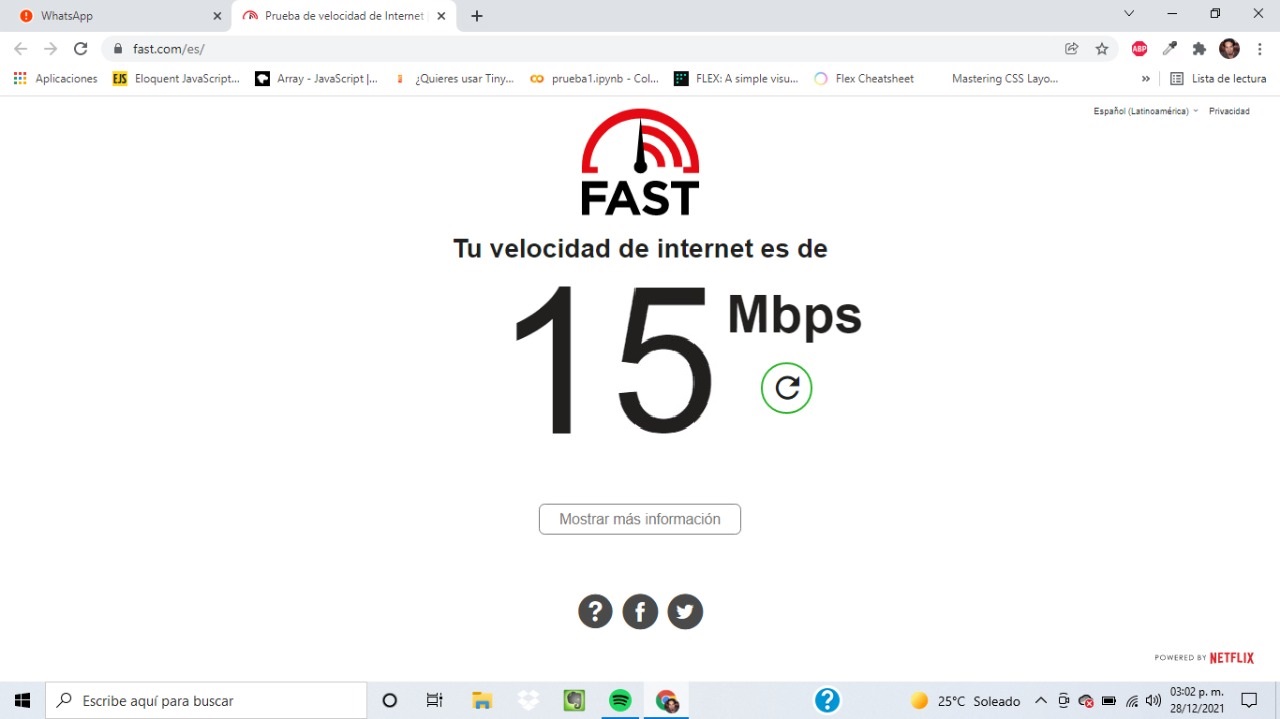 WhatsApp
Prueba de velocidad de Internet
fast.com/es/
ABP
Aplicaciones
EJS Eloquent JavaScript...
Array - JavaScript |...
¿Quieres usar Tiny...
prueba1.ipynb - Col...
FLEX: A simple visu...
Flex Cheatsheet
Mastering CSS Layo...
»
Lista de lectura
Español (Latinoamérica)
Privacidad
FAST
Tu velocidad de internet es de
15 Mbps
Mostrar más información
? f
POWERED BY NETFLIX
Escribe aquí para buscar
?
25°C Soleado
03:02 p. m.
28/12/2021